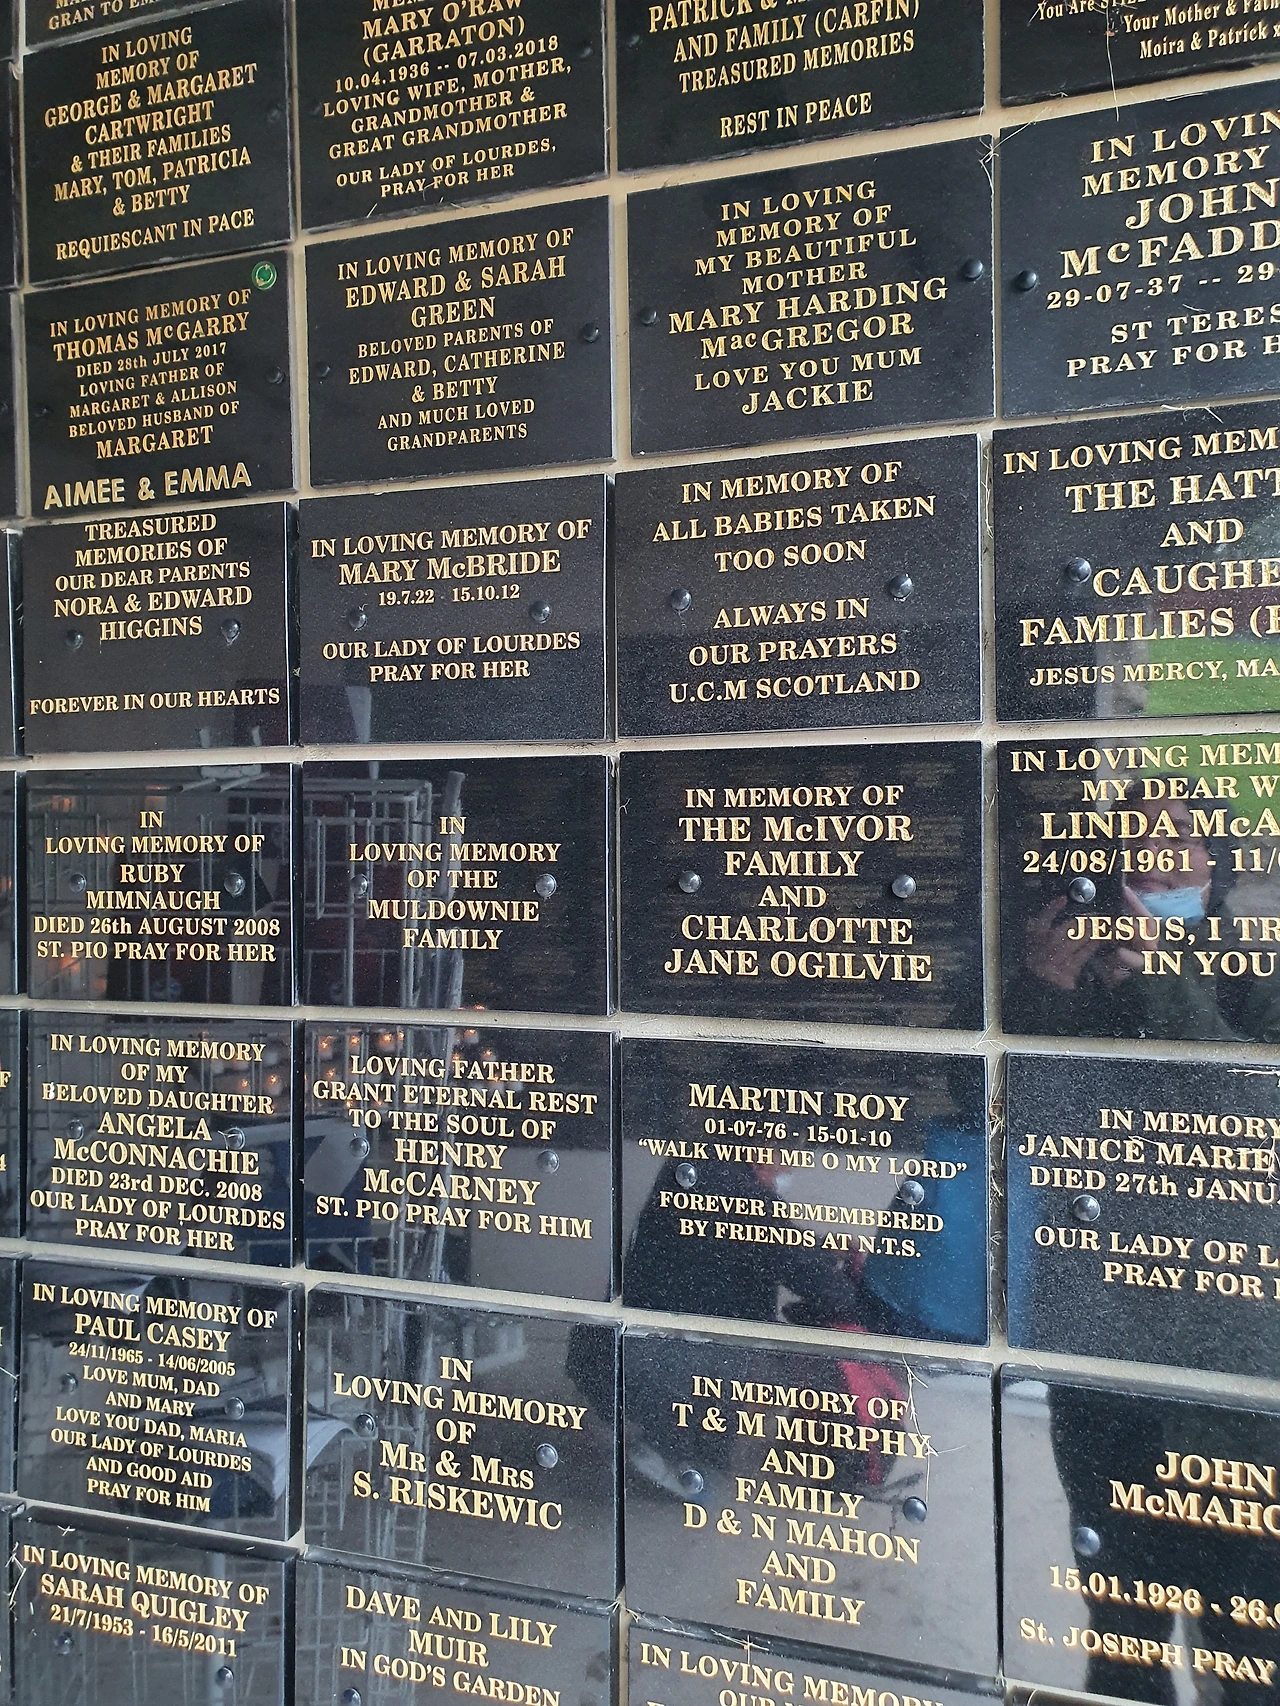 GRAN TO
IN LOVING
MEMORY OF
GEORGE & MARGARET
CARTWRIGHT
& THEIR FAMILIES
MARY, TOM, PATRICIA
& BETTY
REQUIESCANT IN PACE
MARY O'RAW
(GARRATON)
10.04.1936 -- 07.03.2018
LOVING WIFE, MOTHER,
GRANDMOTHER &
GREAT GRANDMOTHER
OUR LADY OF LOURDES,
PRAY FOR HER
PATRICK &
AND FAMILY (CARFIN)
TREASURED MEMORIES
REST IN PEACE
You Are
Your Mother &
Moira & Patrick x
IN LOVING MEMORY OF
THOMAS McGARRY
DIED 28th JULY 2017
LOVING FATHER OF
MARGARET & ALLISON
BELOVED HUSBAND OF
MARGARET
AIMEE & EMMA
IN LOVING MEMORY OF
EDWARD & SARAH
GREEN
BELOVED PARENTS OF
EDWARD, CATHERINE
& BETTY
AND MUCH LOVED
GRANDPARENTS
IN LOVING
MEMORY OF
MY BEAUTIFUL
MOTHER
MARY HARDING
MacGREGOR
LOVE YOU MUM
JACKIE
IN
MEMORY
JOHN
29-07-37 -- 29
ST
PRAY FOR
TREASURED
MEMORIES OF
OUR DEAR PARENTS
NORA & EDWARD
HIGGINS
FOREVER IN OUR HEARTS
IN LOVING MEMORY OF
MARY McBRIDE
19.7.22 - 15.10.12
OUR LADY OF LOURDES
PRAY FOR HER
IN MEMORY OF
ALL BABIES TAKEN
TOO SOON
ALWAYS IN
OUR PRAYERS
U.C.M SCOTLAND
IN LOVING
THE
AND
FAMILIES
JESUS MERCY,
IN
LOVING MEMORY OF
RUBY
MIMNAUGH
DIED 26th AUGUST 2008
ST. PIO PRAY FOR HER
IN
LOVING MEMORY
OF THE
MULDOWNIE
FAMILY
IN MEMORY OF
THE McIVOR
FAMILY
AND
CHARLOTTE
JANE OGILVIE
IN LOVING
MY DEAR
LINDA
24/08/1961 - 11/
JESUS, I
IN YOU
IN LOVING MEMORY
OF MY
BELOVED DAUGHTER
ANGELA
McCONNACHIE
DIED 23rd DEC. 2008
OUR LADY OF LOURDES
PRAY FOR HER
LOVING FATHER
GRANT ETERNAL REST
TO THE SOUL OF
HENRY
McCARNEY
ST. PIO PRAY FOR HIM
MARTIN ROY
01-07-76 - 15-01-10
“WALK WITH ME O MY LORD”
FOREVER REMEMBERED
BY FRIENDS AT N.T.S.
IN MEMORY
JANICE MARIE
DIED 27th
OUR LADY OF
PRAY FOR
IN LOVING MEMORY OF
PAUL CASEY
24/11/1965 - 14/06/2005
LOVE MUM, DAD
AND MARY
LOVE YOU DAD, MARIA
OUR LADY OF LOURDES
AND GOOD AID
PRAY FOR HIM
IN
LOVING MEMORY
OF
MR & MRS
S. RISKEWIC
IN MEMORY OF
T & M MURPHY
AND
FAMILY
D & N MAHON
AND
FAMILY
JOHN
15.01.1926 - 26.
St. JOSEPH PRAY
IN LOVING MEMORY OF
SARAH QUIGLEY
21/7/1953 - 16/5/2011
DAVE AND LILY
MUIR
IN GOD'S GARDEN
IN LOVING MEMORY